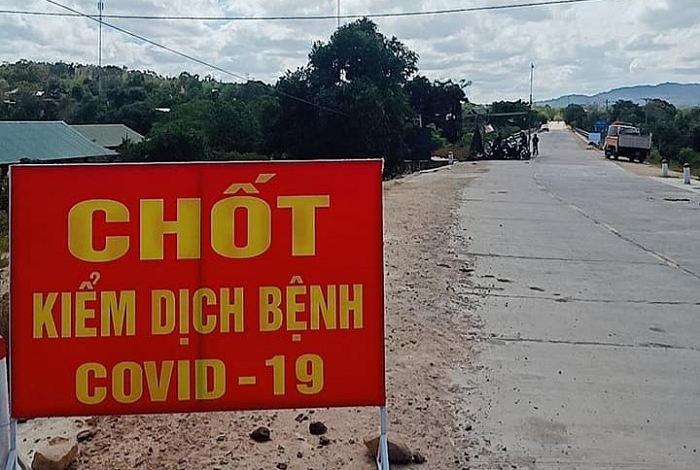 CHỐT
KIỂM DỊCH BỆNH
COVID - 19